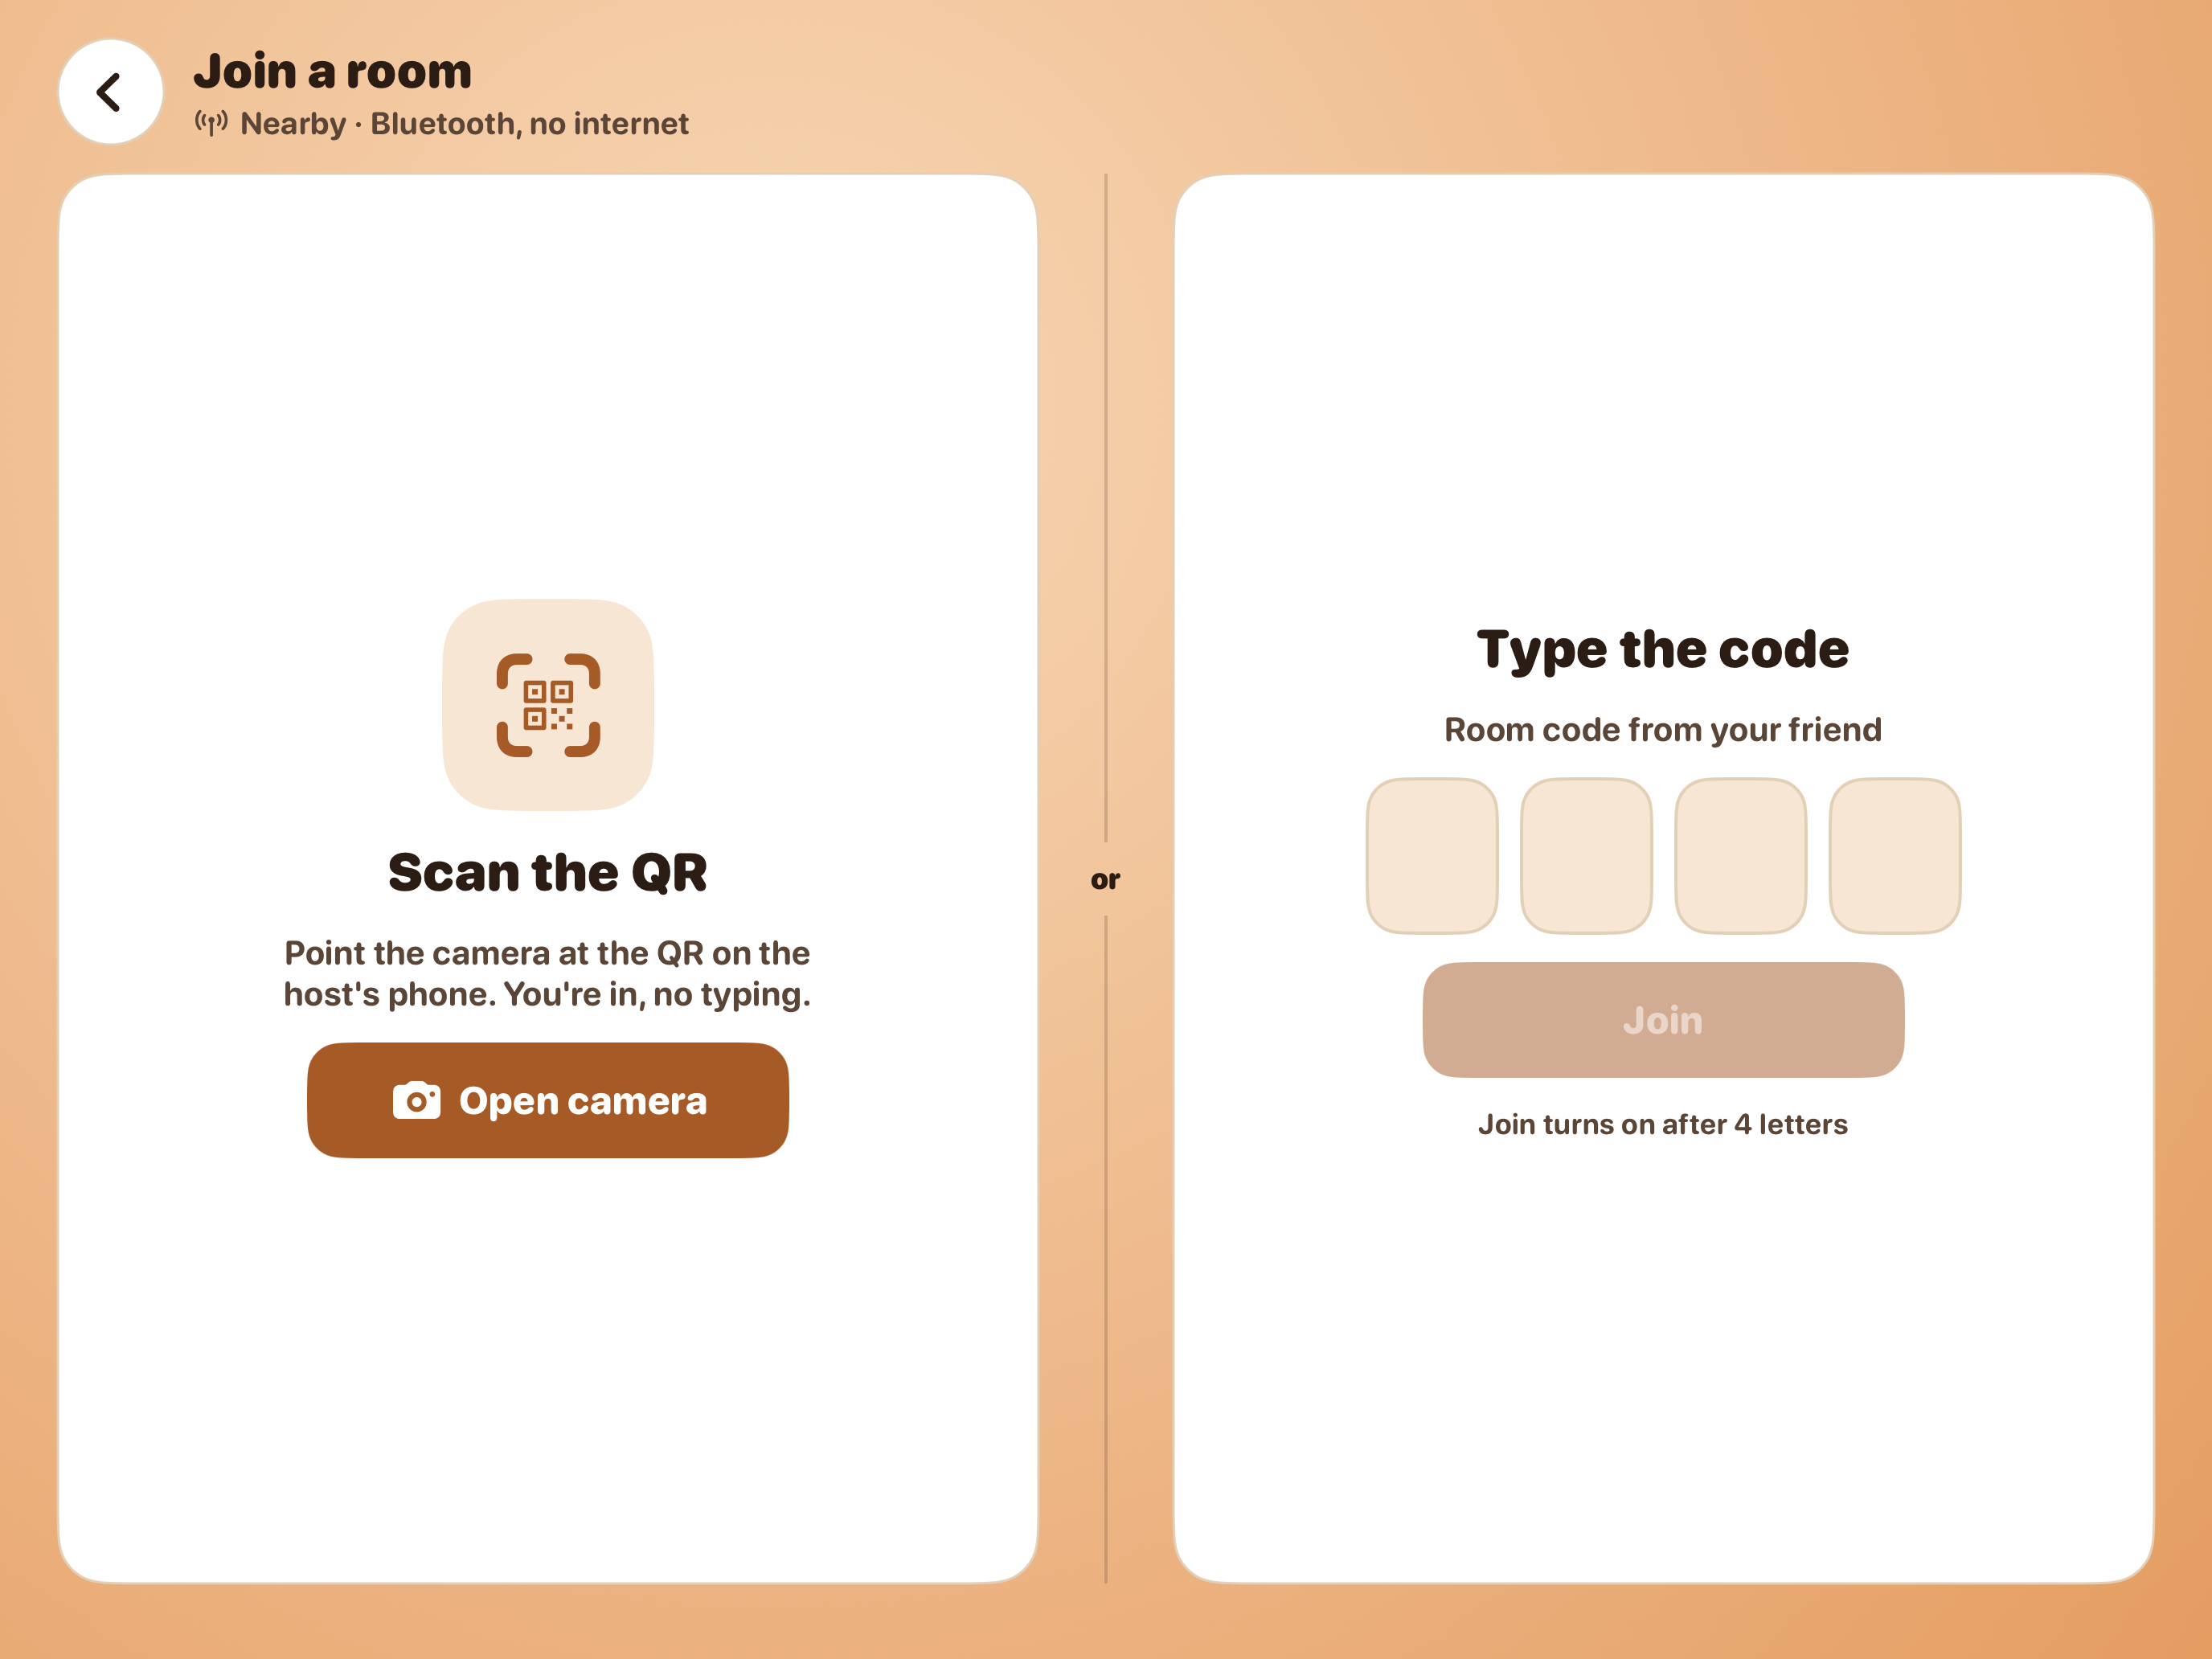 Join a room
Nearby · Bluetooth, no internet
Scan the QR
Point the camera at the QR on the
host's phone. You're in, no typing.
Open camera
or
Type the code
Room code from your friend
Join
Join turns on after 4 letters